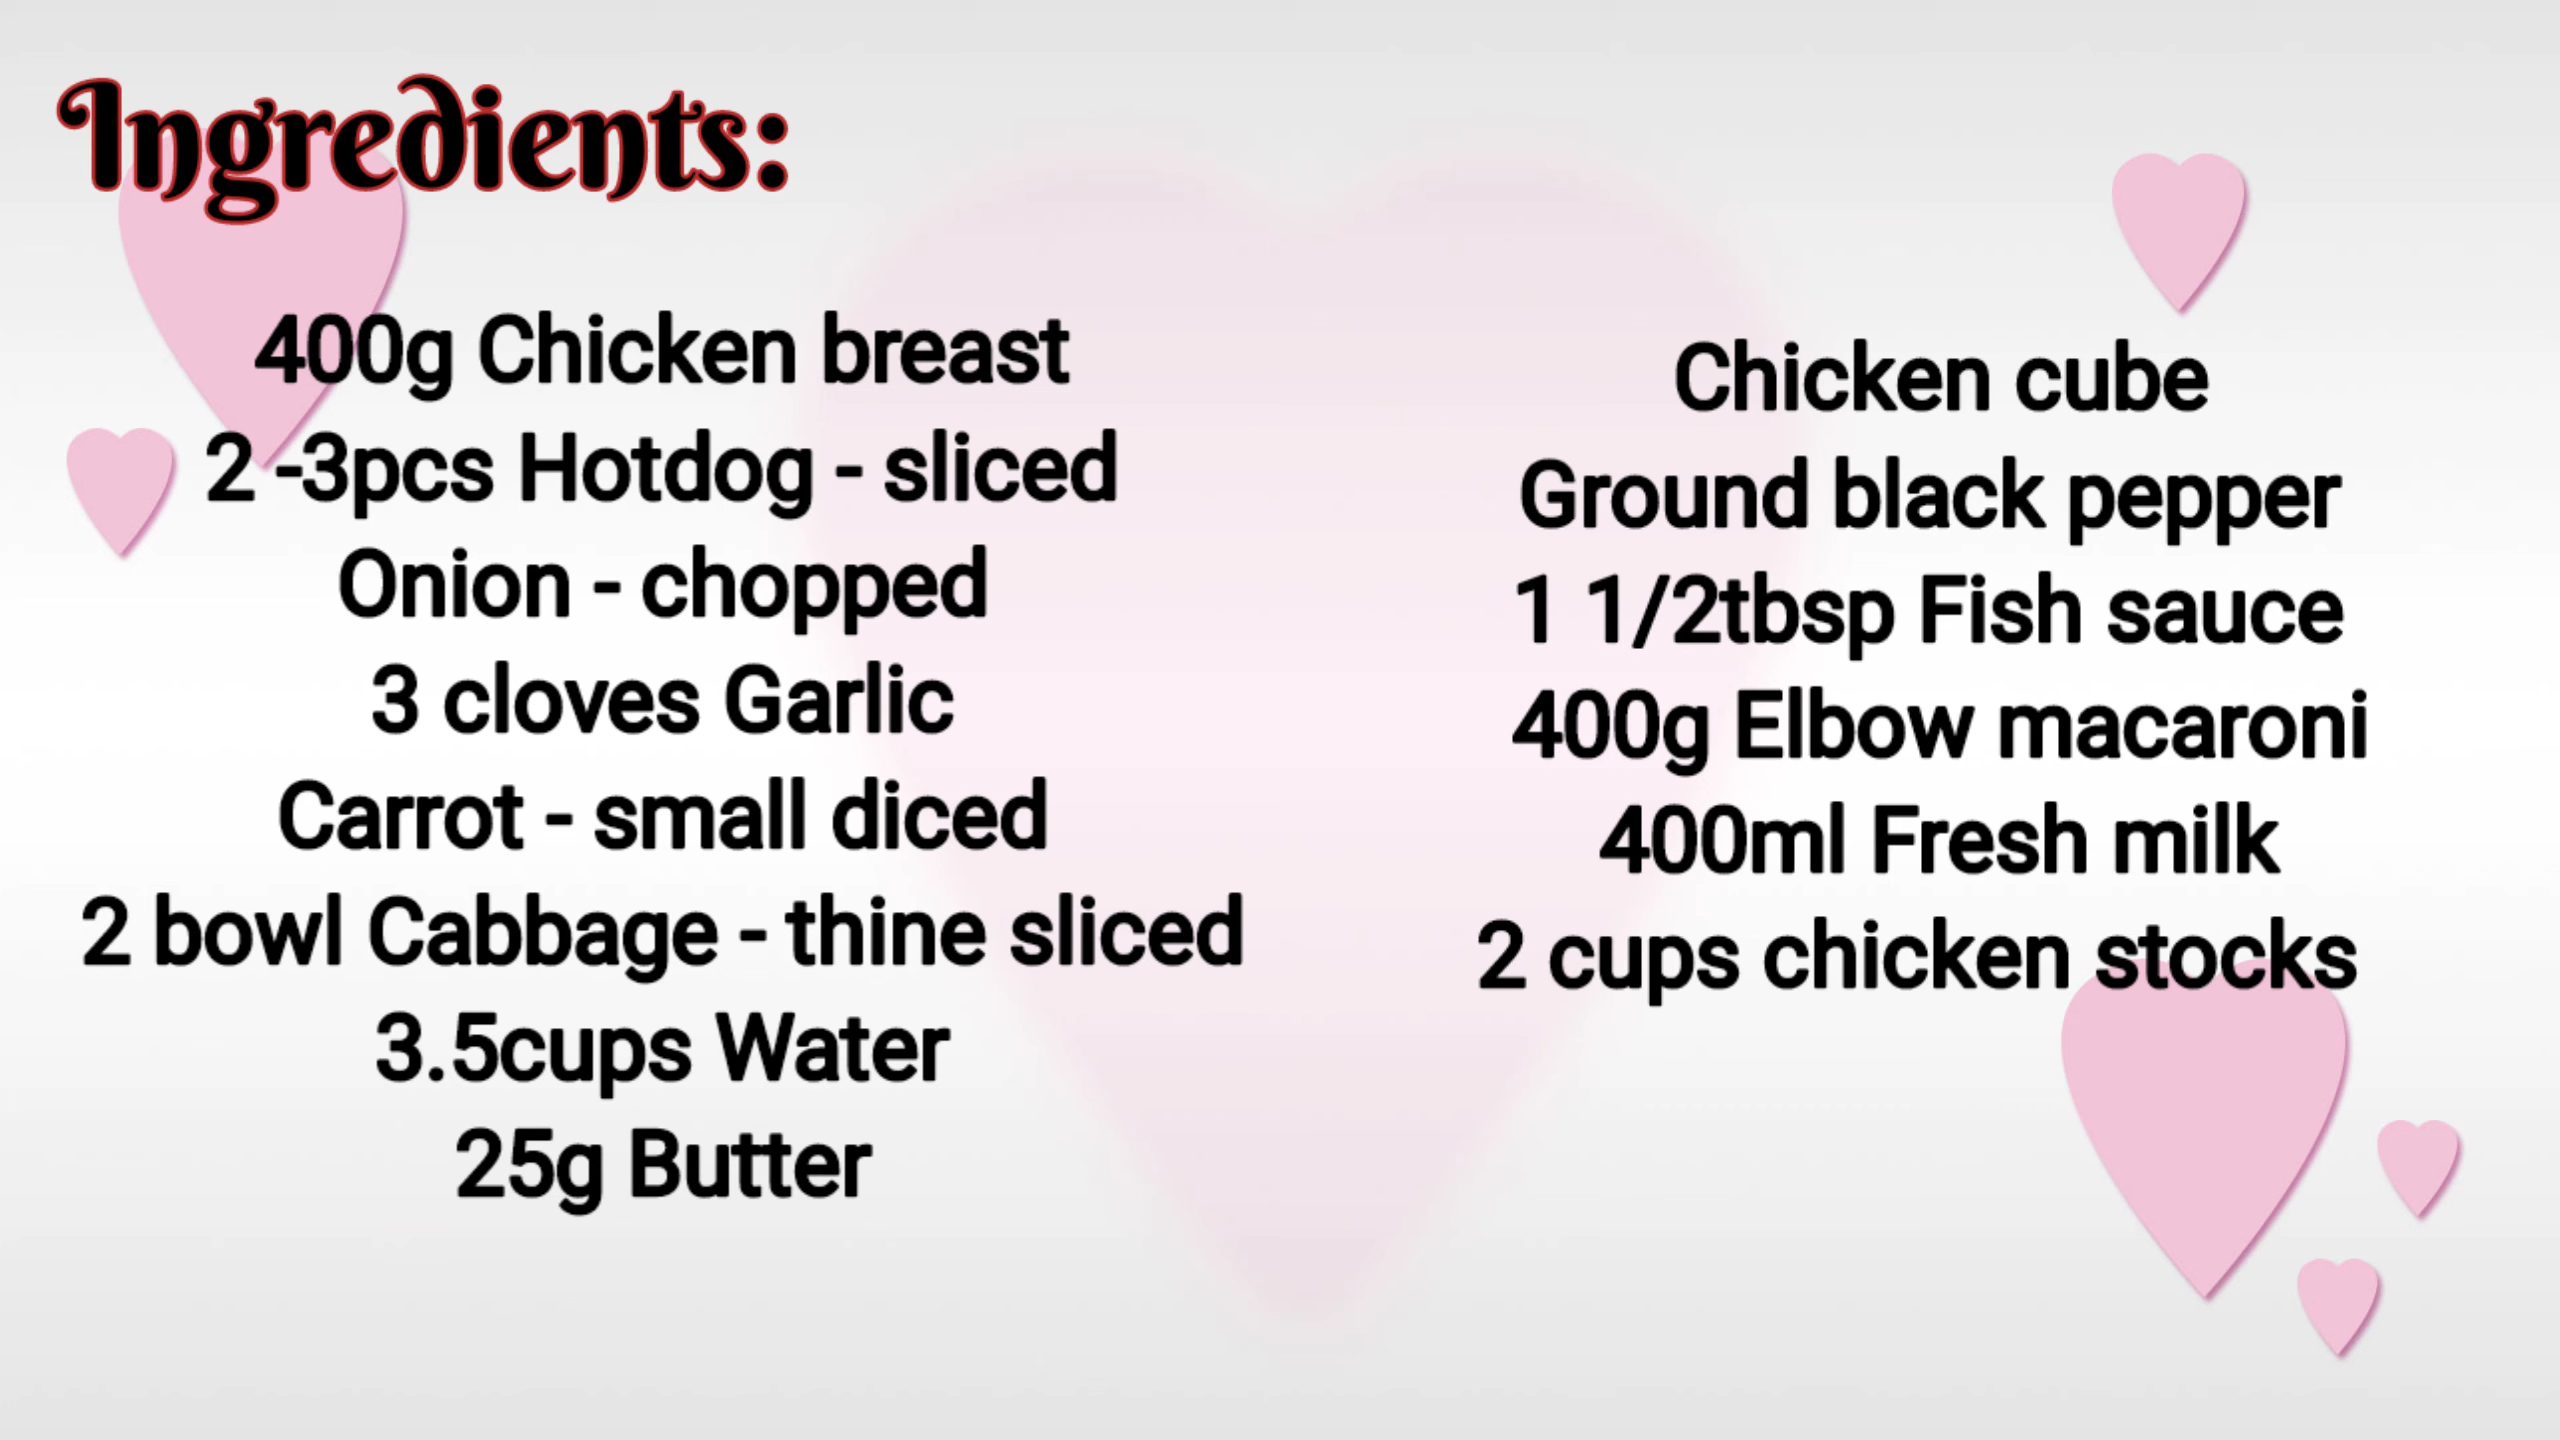 Ingredients:
400g Chicken breast
2 -3pcs Hotdog - sliced
Onion - chopped
3 cloves Garlic
Carrot - small diced
2 bowl Cabbage - thine sliced
3.5cups Water
25g Butter
Chicken cube
Ground black pepper
1 1/2tbsp Fish sauce
400g Elbow macaroni
400ml Fresh milk
2 cups chicken stocks